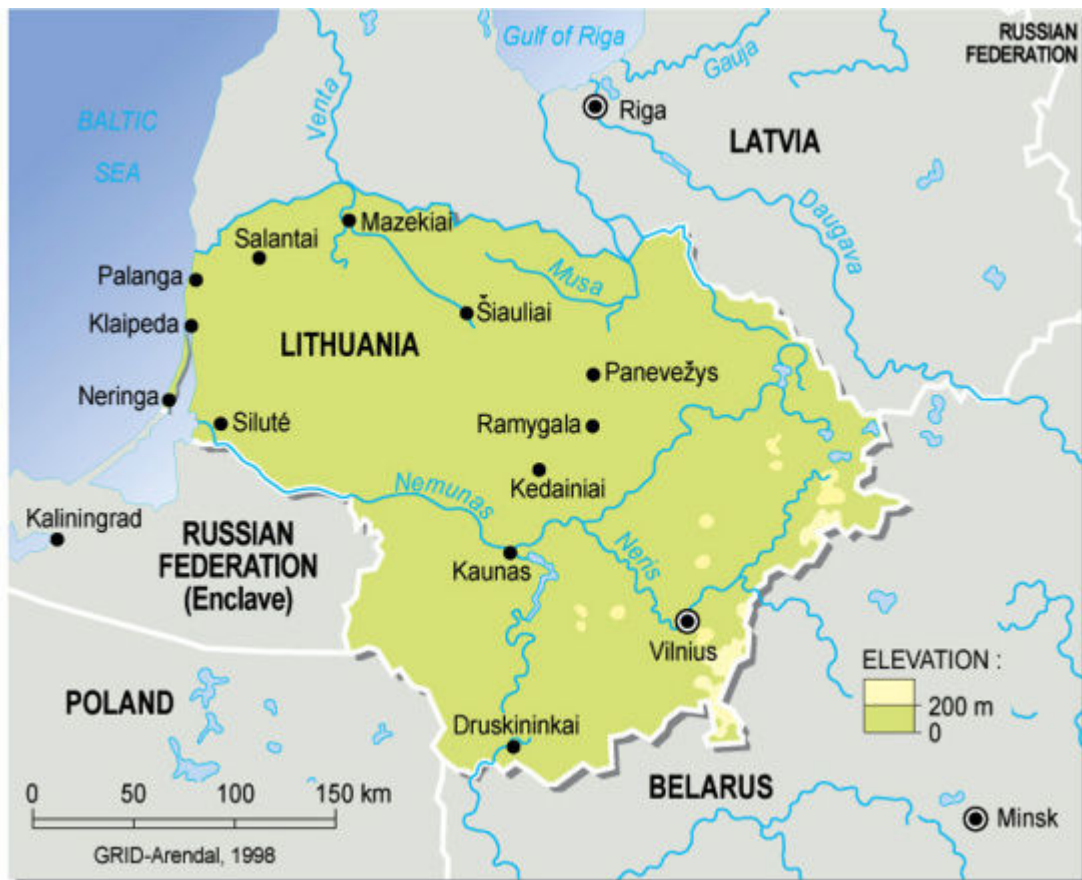 Gulf of Riga
Gauja
RUSSIAN
FEDERATION
Venta
Riga
BALTIC
SEA
LATVIA
Daugava
Mazekiai
Salantai
Palanga
Musa
Klaipeda
Šiauliai
LITHUANIA
Panevežys
Neringa
Siluté
Ramygala
Kedainiai
Nemunas
Kaliningrad
RUSSIAN
FEDERATION
(Enclave)
Neris
Kaunas
Vilnius
ELEVATION :
200 m
0
POLAND
Druskininkai
BELARUS
0 50 100 150 km
Minsk
GRID-Arendal, 1998